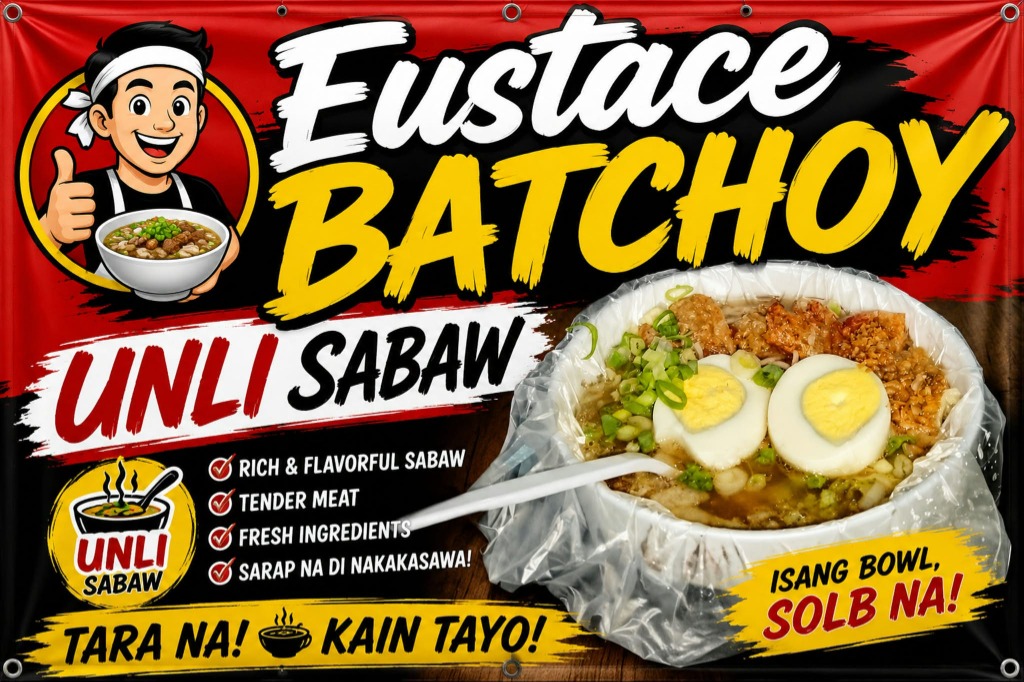 Eustace
BATCHOY
UNLI SABAW
UNLI
SABAW
RICH & FLAVORFUL SABAW
TENDER MEAT
FRESH INGREDIENTS
SARAP NA DI NAKAKASAWA!
ISANG BOWL,
SOLB NA!
TARA NA! KAIN TAYO!